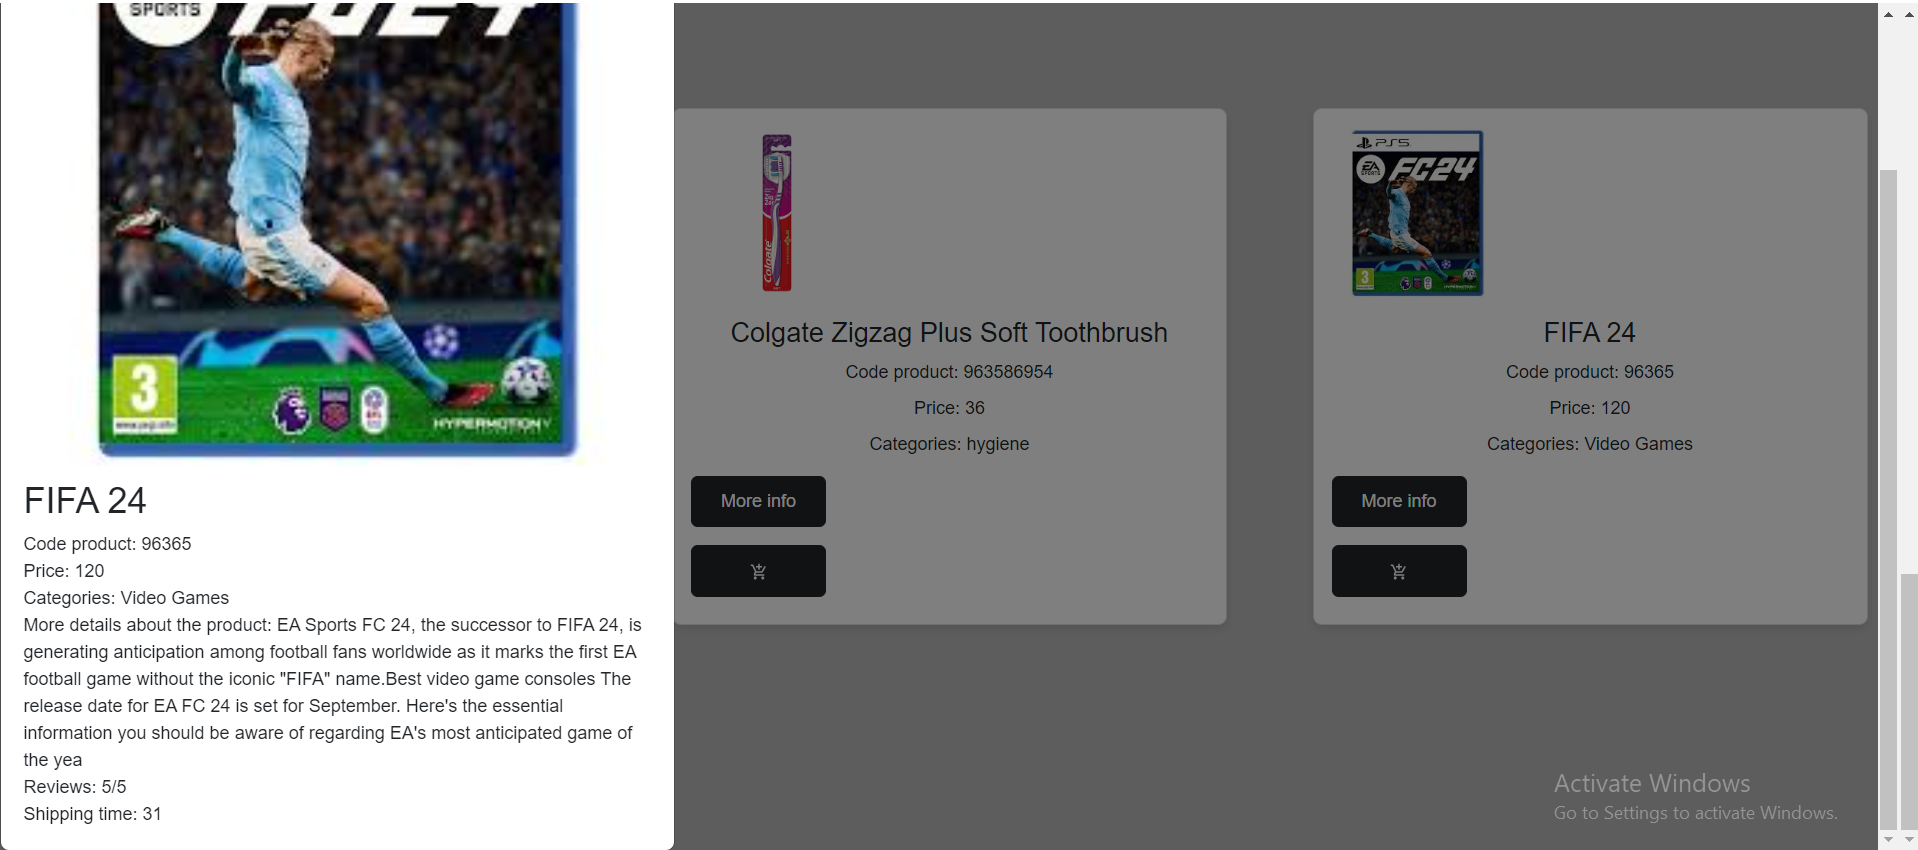 SPORTS FC24
3
HYPERMOTIONV
FIFA 24
Code product: 96365
Price: 120
Categories: Video Games
More details about the product: EA Sports FC 24, the successor to FIFA 24, is
generating anticipation among football fans worldwide as it marks the first EA
football game without the iconic "FIFA" name.Best video game consoles The
release date for EA FC 24 is set for September. Here's the essential
information you should be aware of regarding EA's most anticipated game of
the yea
Reviews: 5/5
Shipping time: 31
Colgate
Colgate Zigzag Plus Soft Toothbrush
Code product: 963586954
Price: 36
Categories: hygiene
More info
PS5
EA SPORTS FC24
3
FIFA 24
Code product: 96365
Price: 120
Categories: Video Games
More info
Activate Windows
Go to Settings to activate Windows.